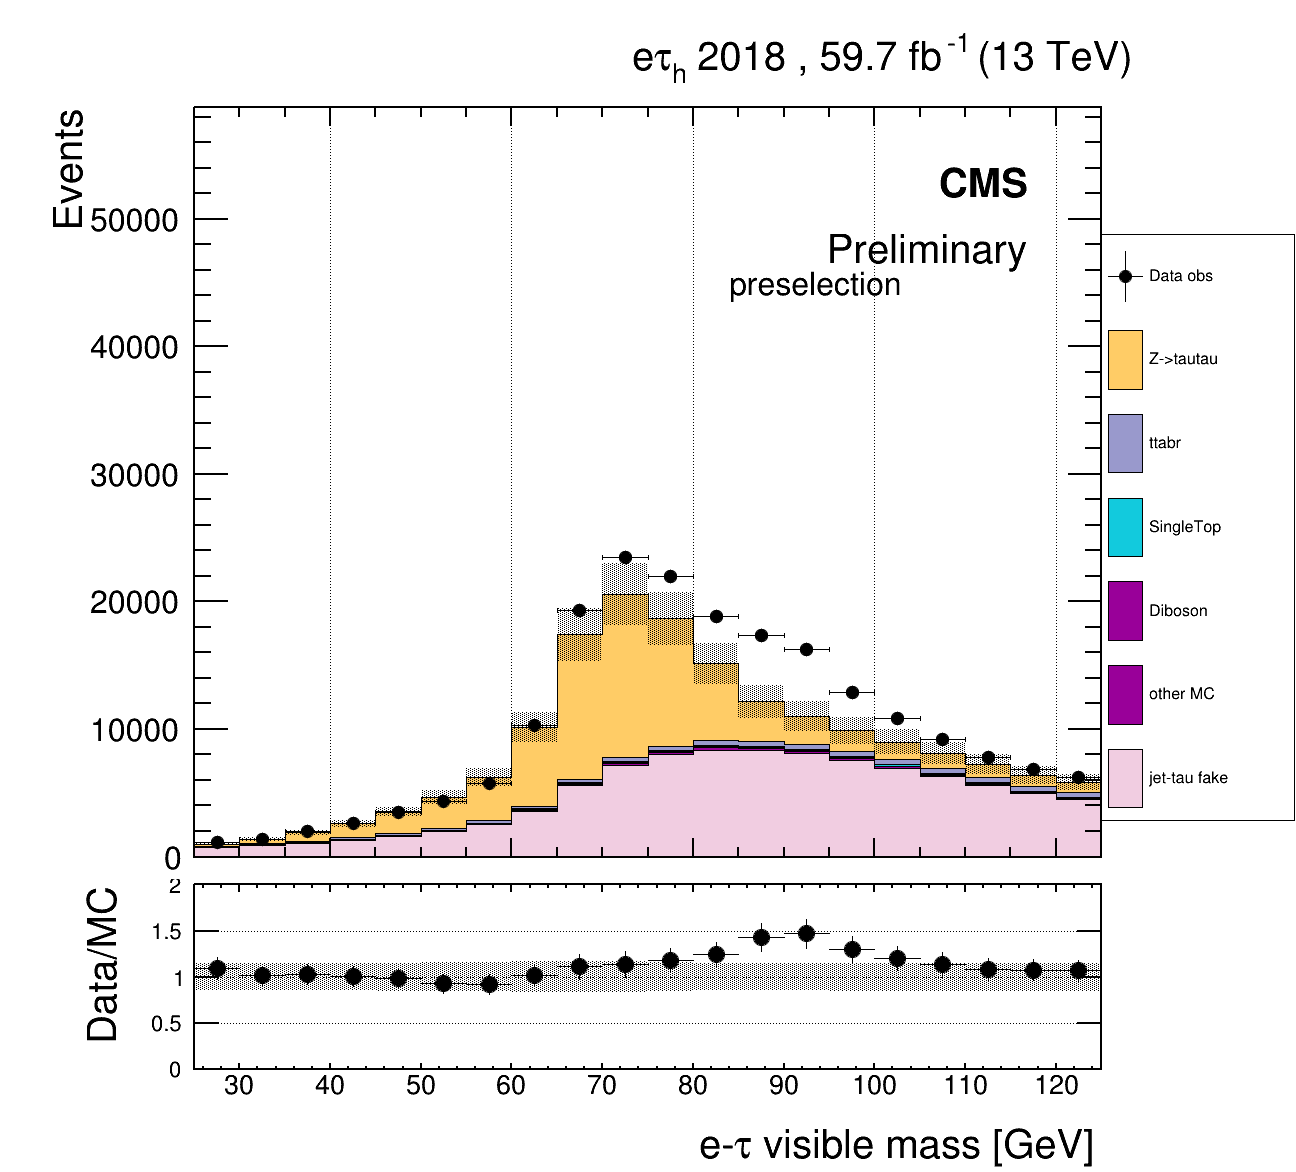 eτh 2018 , 59.7 fb-1 (13 TeV)
Events
50000
40000
30000
20000
10000
0
CMS
Preliminary
preselection
Data obs
Z->tautau
ttabr
SingleTop
Diboson
other MC
jet-tau fake
Data/MC
2
1.5
1
0.5
0
30 40 50 60 70 80 90 100 110 120
e-τ visible mass [GeV]